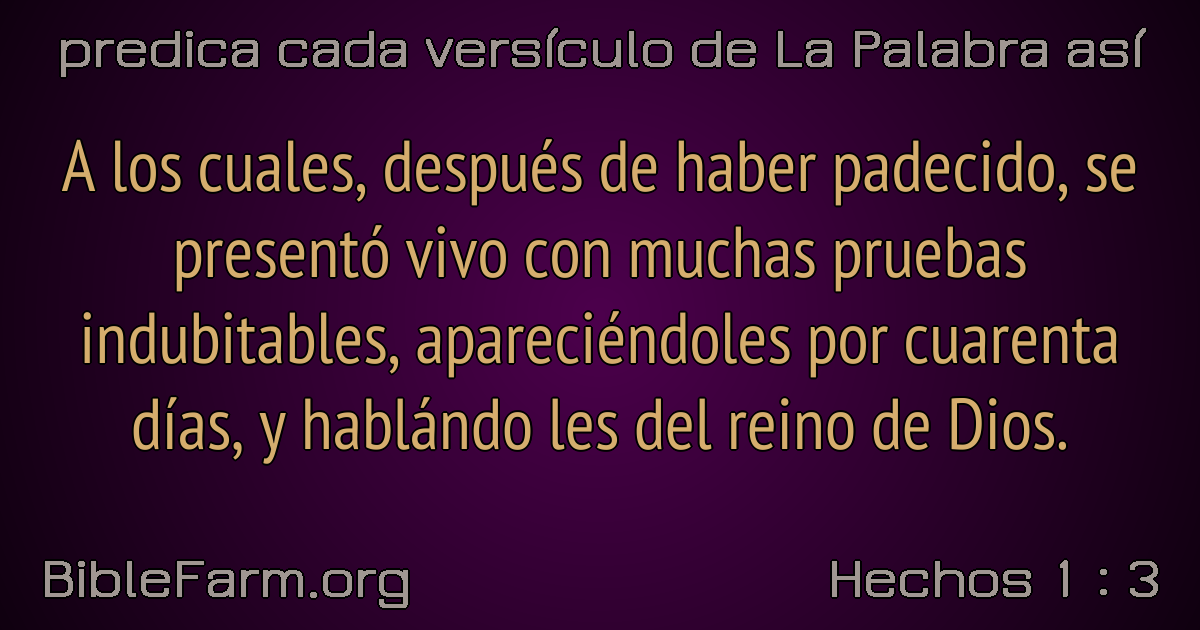 predica cada versículo de La Palabra así
A los cuales, después de haber padecido, se
presentó vivo con muchas pruebas
indubitables, apareciéndoles por cuarenta
días, y hablándo les del reino de Dios.
BibleFarm.org
Hechos 1 : 3